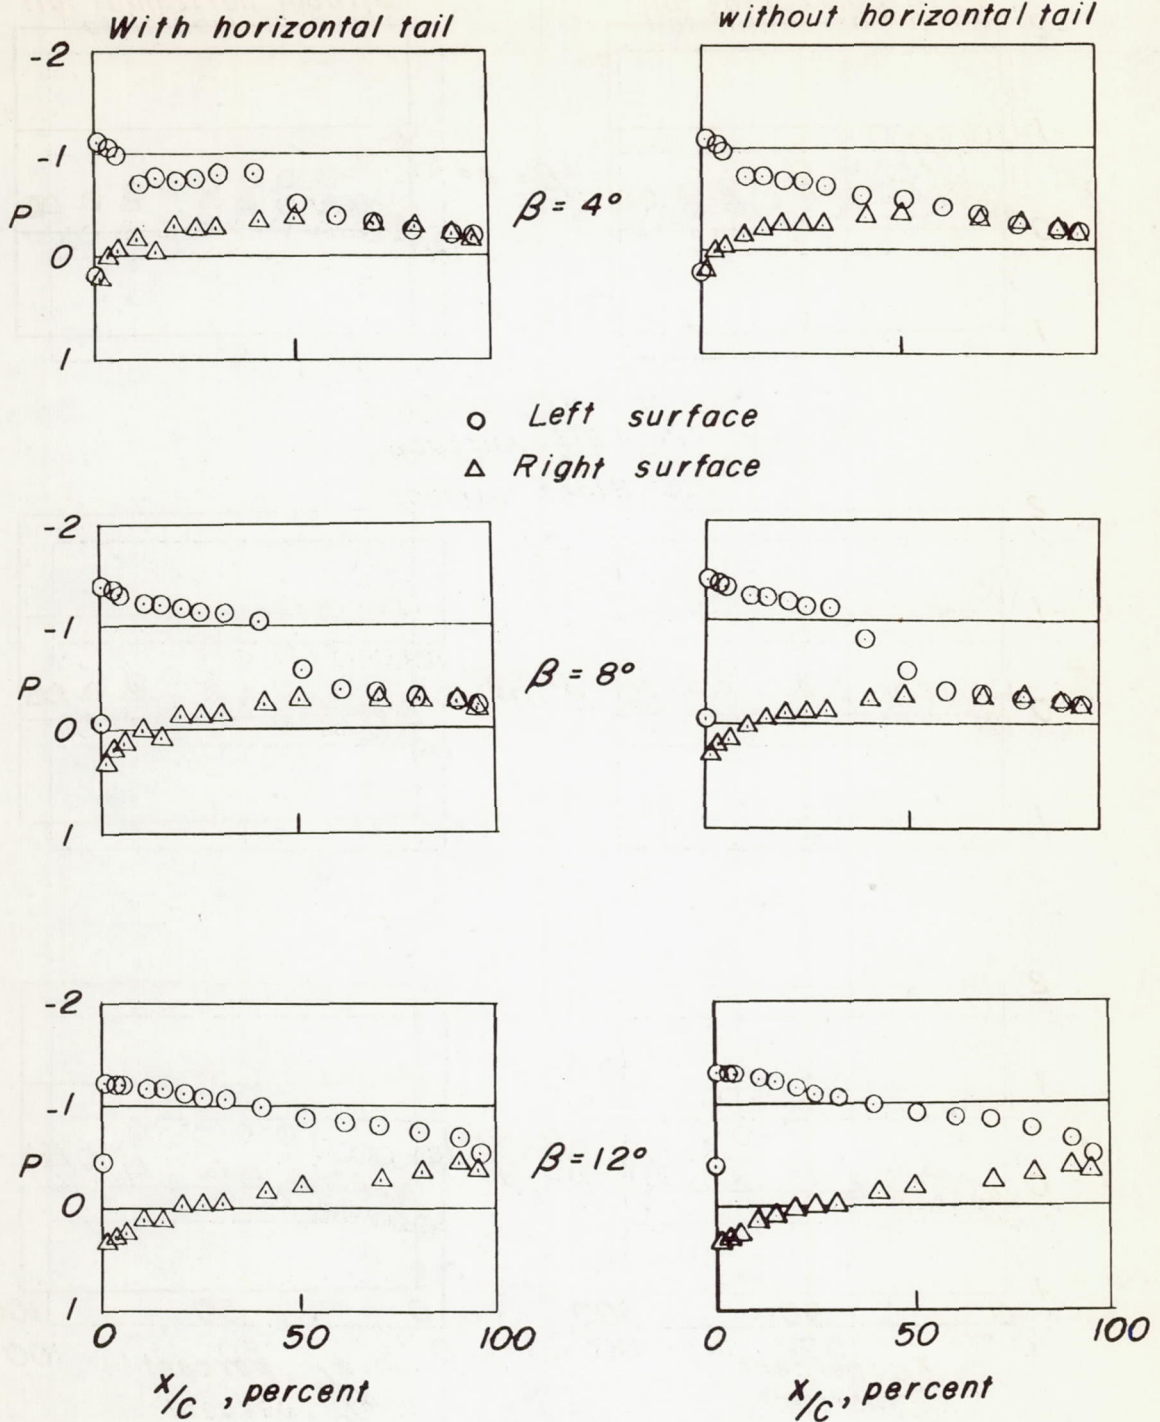 With horizontal tail
without horizontal tail
-2
-1
P
0
1
β = 4°
Left surface
Right surface
-2
-1
P
0
1
β = 8°
-2
-1
P
0
1
β = 12°
0 50 100
0 50 100
x/c, percent
x/c, percent